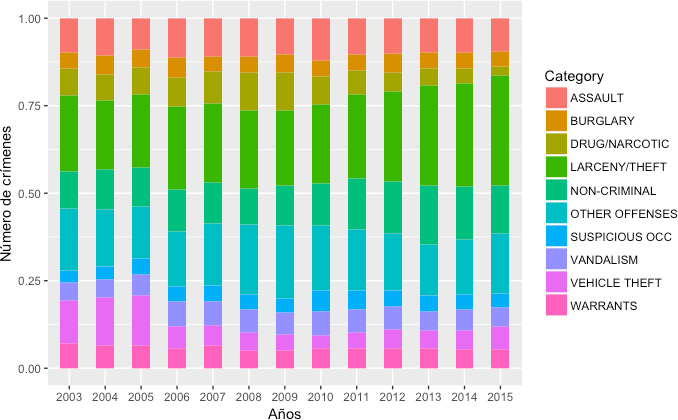 1.00
0.75
0.50
0.25
0.00
Número de crímenes
2003 2004 2005 2006 2007 2008 2009 2010 2011 2012 2013 2014 2015
Años
Category
ASSAULT
BURGLARY
DRUG/NARCOTIC
LARCENY/THEFT
NON-CRIMINAL
OTHER OFFENSES
SUSPICIOUS OCC
VANDALISM
VEHICLE THEFT
WARRANTS